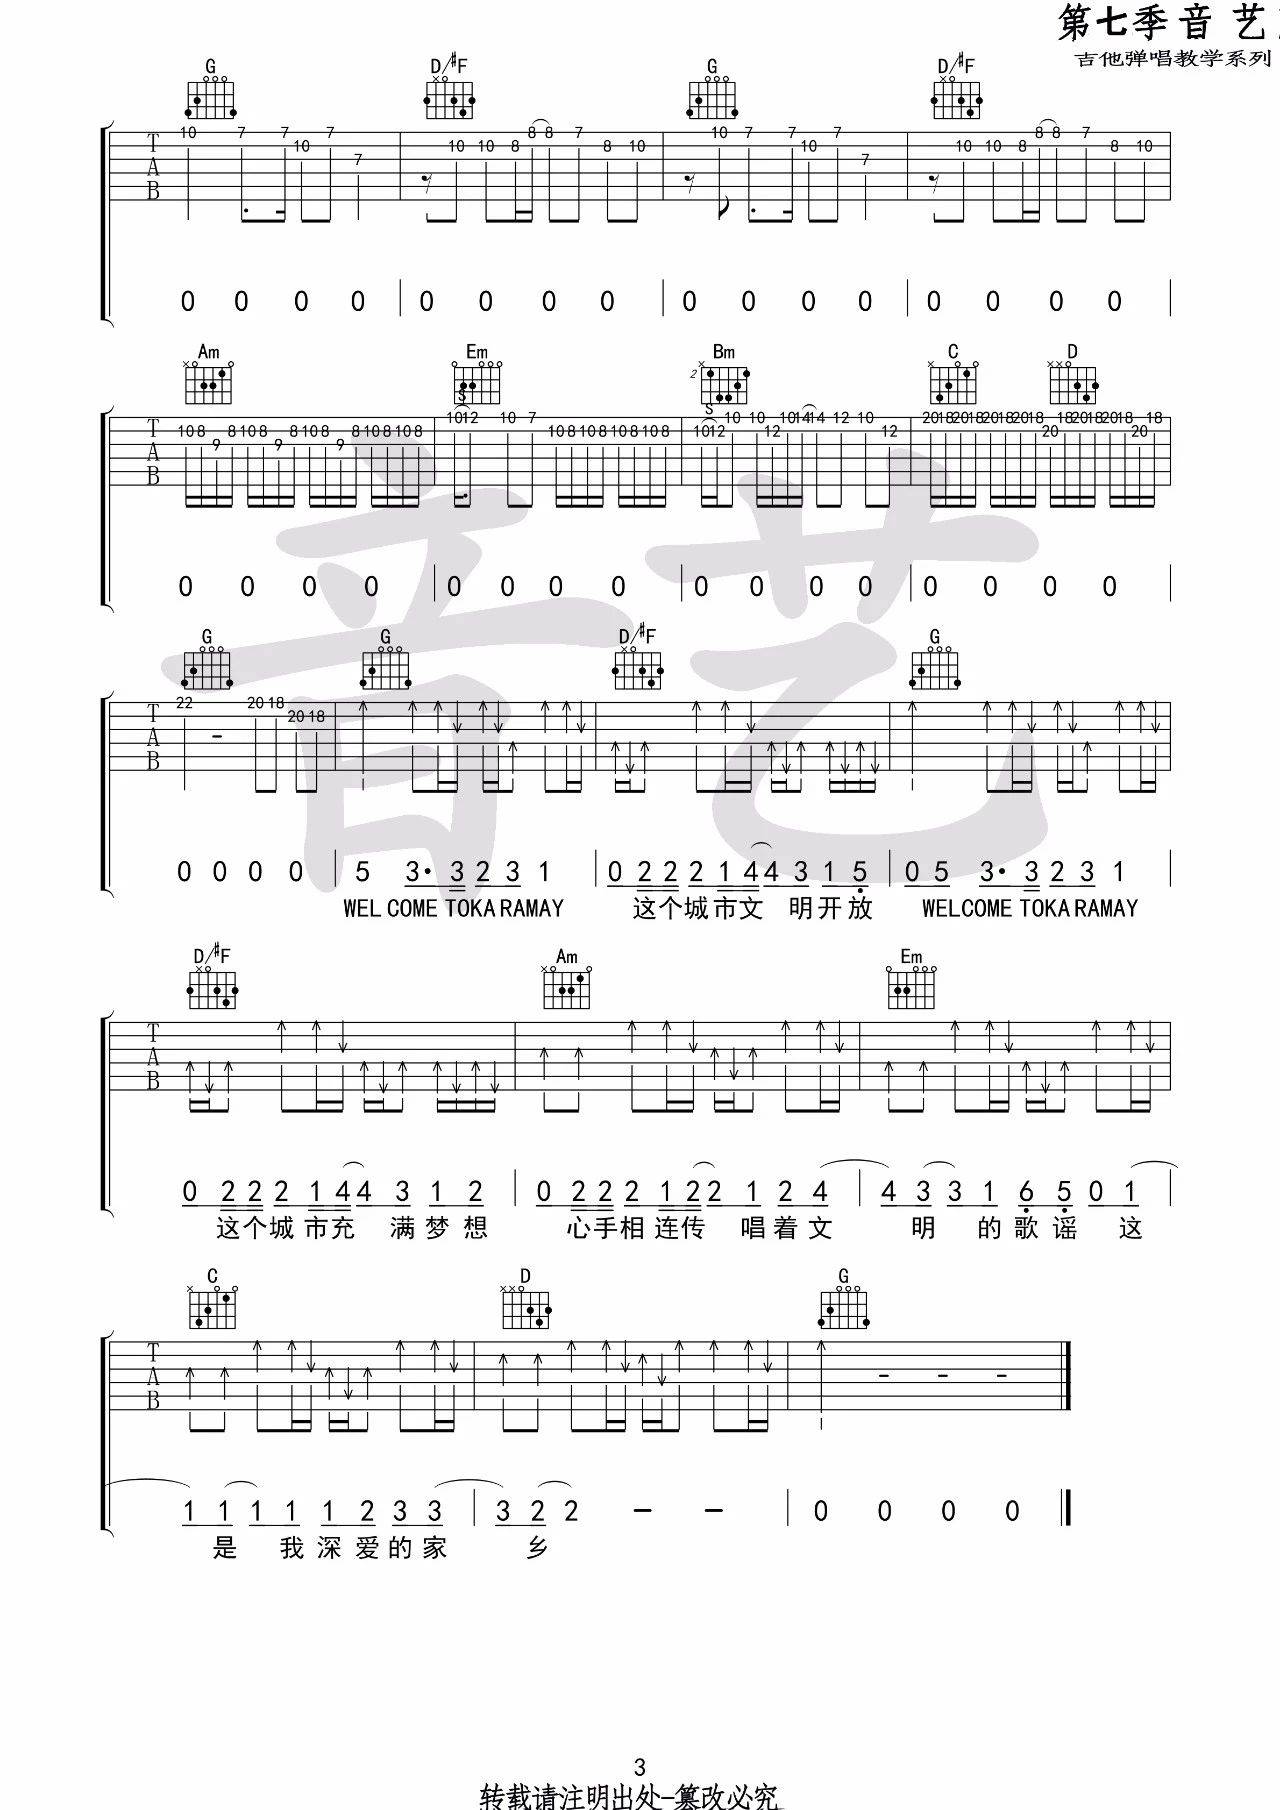 第七季音艺
吉他弹唱教学系列
G D/#F G D/#F
10 7 7 10 7 7 10 10 8 8 8 7 8 10 10 7 7 10 7 7 10 10 8 8 8 7 8 10
TAB
0 0 0 0 0 0 0 0 0 0 0 0 0 0 0 0
Am Em Bm C D
2
S S
10 8 9 8 10 8 9 8 10 8 9 8 10 8 10 8 10 12 10 7 10 8 10 8 10 8 10 8 10 12 10 10 12 10 14 14 12 10 12 20 18 20 18 20 18 20 18 20 18 20 18 20 18 20 18
TAB
0 0 0 0 0 0 0 0 0 0 0 0 0 0 0 0
G G D/#F G
22 - 20 18 20 18
TAB
0 0 0 0 5 3· 3 2 3 1 0 2 2 2 1 4 4 3 1 5 0 5 3· 3 2 3 1
WEL COME TOKA RAMAY 这个城市文 明开放 WELCOME TOKA RAMAY
D/#F Am Em
TAB
0 2 2 2 1 4 4 3 1 2 0 2 2 2 1 2 2 1 2 4 4 3 3 1 6 5 0 1
这个城市充 满梦想 心手相连传 唱着文 明 的歌谣 这
C D G
TAB
- - -
1 1 1 1 1 2 3 3 3 2 2 - - 0 0 0 0
是 我深爱的家 乡
音艺
3
转载请注明出处-篡改必究